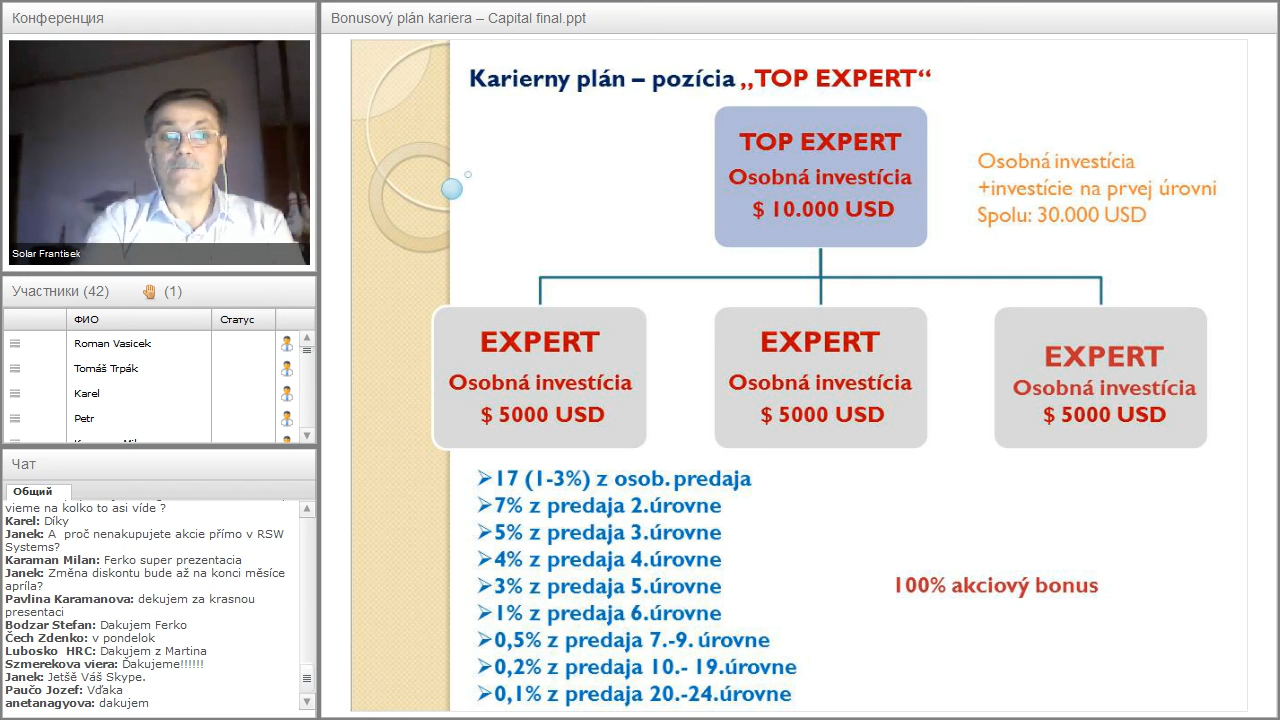 Конференция
Solar Frantisek
Участники (42) (1)
ФИО Статус
Roman Vasicek
Tomáš Trpák
Karel
Petr
Чат
Общий
vieme na kolko to asi víde ?
Karel: Díky
Janek: A proč nenakupujete akcie přímo v RSW
Systems?
Karaman Milan: Ferko super prezentacia
Janek: Změna diskontu bude až na konci měsíce
apríla?
Pavlina Karamanova: dekujem za krasnou
presentaci
Bodzar Stefan: Dakujem Ferko
Čech Zdenko: v pondelok
Lubosko HRC: Dakujem z Martina
Szmerekova viera: Ďakujeme!!!!!!
Janek: Jetšě Váš Skype.
Paučo Jozef: Vďaka
anetanagyova: dakujem
Bonusový plán kariera – Capital final.ppt
Karierny plán – pozícia „TOP EXPERT“
TOP EXPERT
Osobná investícia
$ 10.000 USD
Osobná investícia
+investície na prvej úrovni
Spolu: 30.000 USD
EXPERT
Osobná investícia
$ 5000 USD
EXPERT
Osobná investícia
$ 5000 USD
EXPERT
Osobná investícia
$ 5000 USD
➢17 (1-3%) z osob. predaja
➢7% z predaja 2.úrovne
➢5% z predaja 3.úrovne
➢4% z predaja 4.úrovne
➢3% z predaja 5.úrovne
➢1% z predaja 6.úrovne
➢0,5% z predaja 7.-9. úrovne
➢0,2% z predaja 10.- 19.úrovne
➢0,1% z predaja 20.-24.úrovne
100% akciový bonus